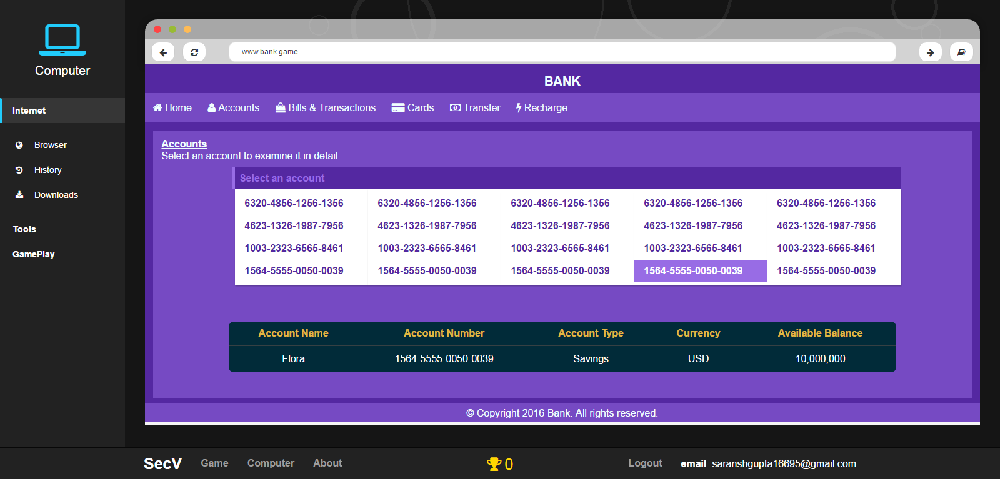 Computer
Internet
Browser
History
Downloads
Tools
GamePlay
www.bank.game
BANK
Home Accounts Bills & Transactions Cards Transfer Recharge
Accounts
Select an account to examine it in detail.
Select an account
6320-4856-1256-1356 6320-4856-1256-1356 6320-4856-1256-1356 6320-4856-1256-1356 6320-4856-1256-1356
4623-1326-1987-7956 4623-1326-1987-7956 4623-1326-1987-7956 4623-1326-1987-7956 4623-1326-1987-7956
1003-2323-6565-8461 1003-2323-6565-8461 1003-2323-6565-8461 1003-2323-6565-8461 1003-2323-6565-8461
1564-5555-0050-0039 1564-5555-0050-0039 1564-5555-0050-0039 1564-5555-0050-0039 1564-5555-0050-0039
Account Name Account Number Account Type Currency Available Balance
Flora 1564-5555-0050-0039 Savings USD 10,000,000
© Copyright 2016 Bank. All rights reserved.
SecV Game Computer About 0 Logout email: saranshgupta16695@gmail.com